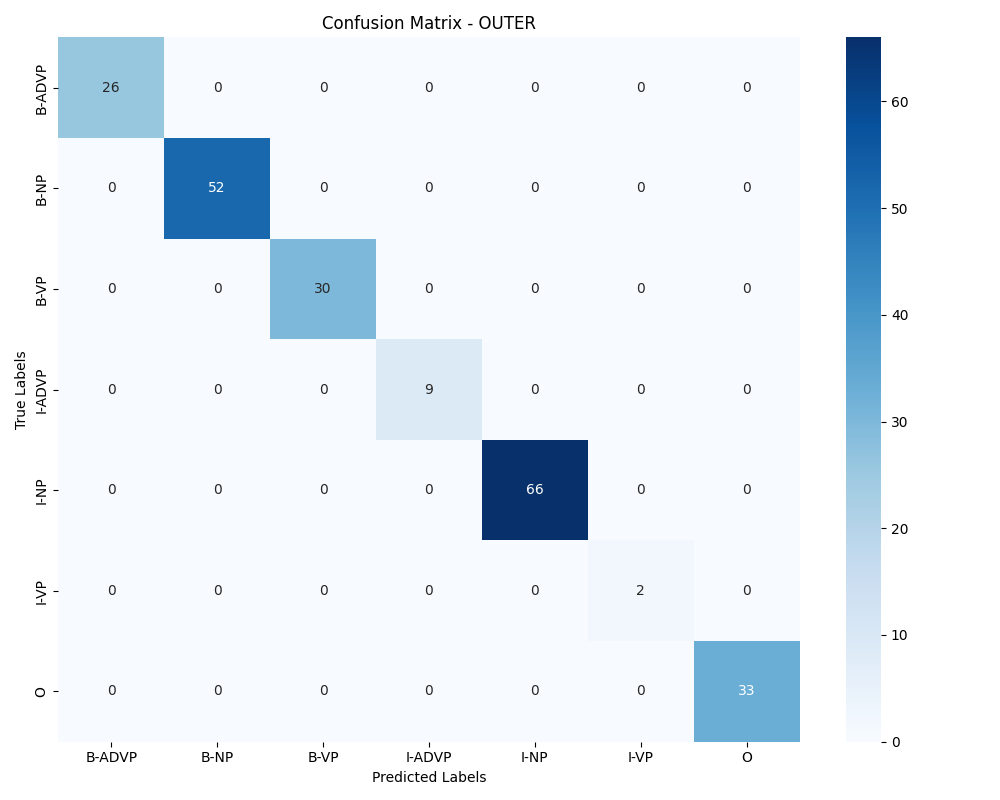 Confusion Matrix - OUTER
B-ADVP 26 0 0 0 0 0 0
B-NP 0 52 0 0 0 0 0
B-VP 0 0 30 0 0 0 0
I-ADVP 0 0 0 9 0 0 0
I-NP 0 0 0 0 66 0 0
I-VP 0 0 0 0 0 2 0
O 0 0 0 0 0 0 33
True Labels
B-ADVP B-NP B-VP I-ADVP I-NP I-VP O
Predicted Labels
60
50
40
30
20
10
0